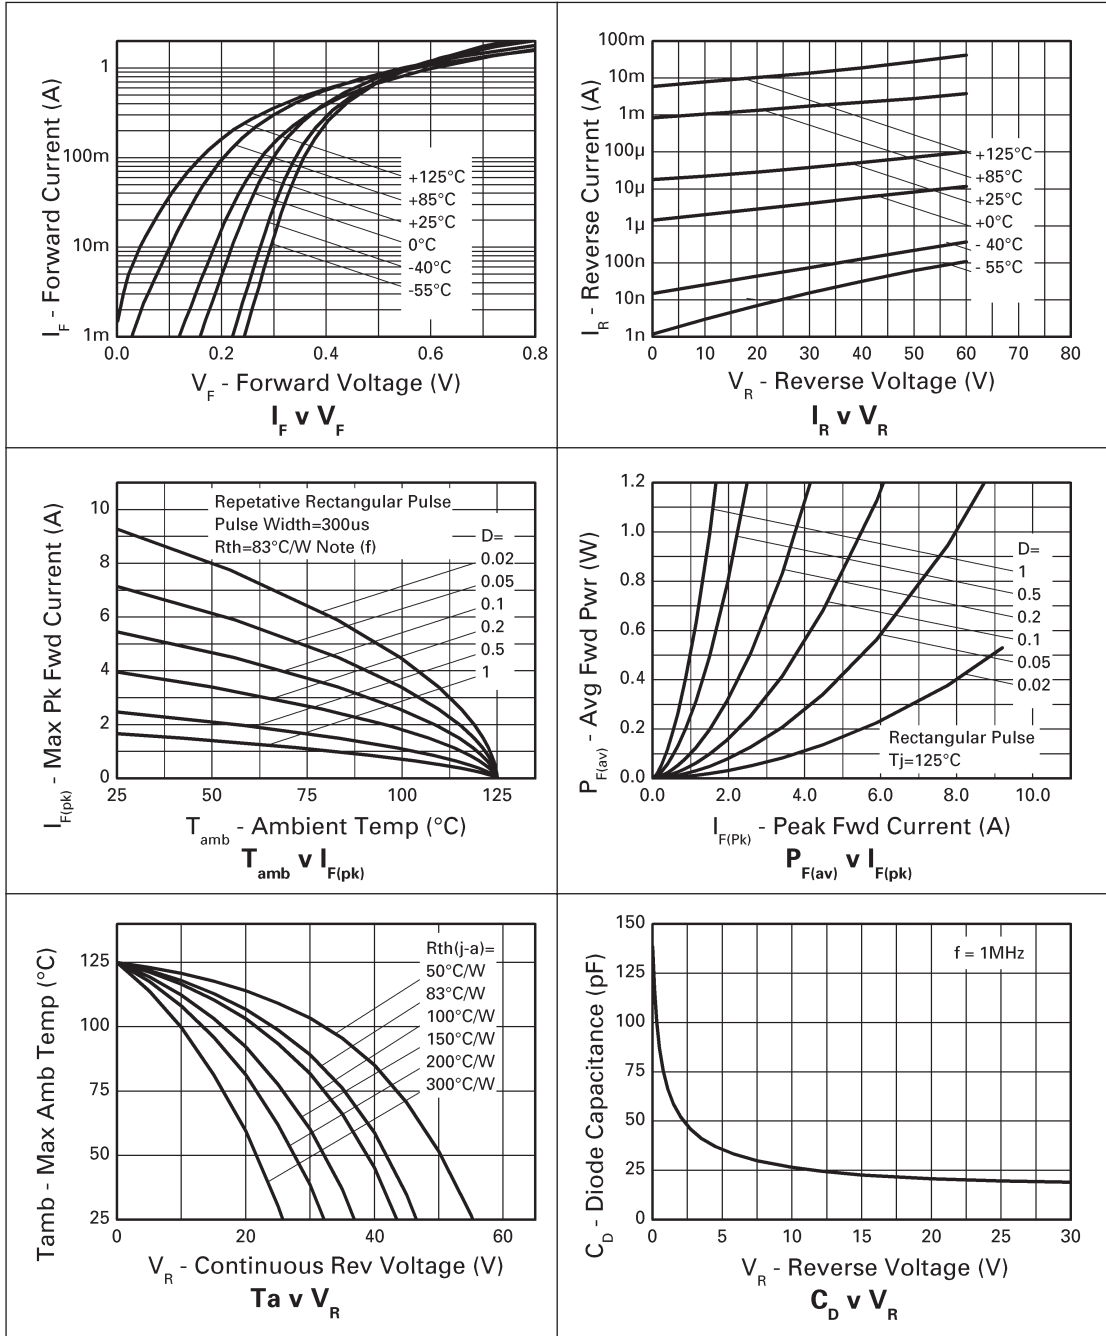 I_F - Forward Current (A)
1
100m
10m
1m
+125°C
+85°C
+25°C
0°C
-40°C
-55°C
0.0 0.2 0.4 0.6 0.8
V_F - Forward Voltage (V)
I_F v V_F
I_R - Reverse Current (A)
100m
10m
1m
100µ
10µ
1µ
100n
10n
1n
+125°C
+85°C
+25°C
+0°C
- 40°C
- 55°C
0 10 20 30 40 50 60 70 80
V_R - Reverse Voltage (V)
I_R v V_R
I_F(pk) - Max Pk Fwd Current (A)
10
8
6
4
2
0
Repetative Rectangular Pulse
Pulse Width=300us
Rth=83°C/W Note (f)
D=
0.02
0.05
0.1
0.2
0.5
1
25 50 75 100 125
T_amb - Ambient Temp (°C)
T_amb v I_F(pk)
P_F(av) - Avg Fwd Pwr (W)
1.2
1.0
0.8
0.6
0.4
0.2
0.0
D=
1
0.5
0.2
0.1
0.05
0.02
Rectangular Pulse
Tj=125°C
0.0 2.0 4.0 6.0 8.0 10.0
I_F(Pk) - Peak Fwd Current (A)
P_F(av) v I_F(pk)
Tamb - Max Amb Temp (°C)
125
100
75
50
25
Rth(j-a)=
50°C/W
83°C/W
100°C/W
150°C/W
200°C/W
300°C/W
0 20 40 60
V_R - Continuous Rev Voltage (V)
Ta v V_R
C_D - Diode Capacitance (pF)
150
125
100
75
50
25
0
f = 1MHz
0 5 10 15 20 25 30
V_R - Reverse Voltage (V)
C_D v V_R